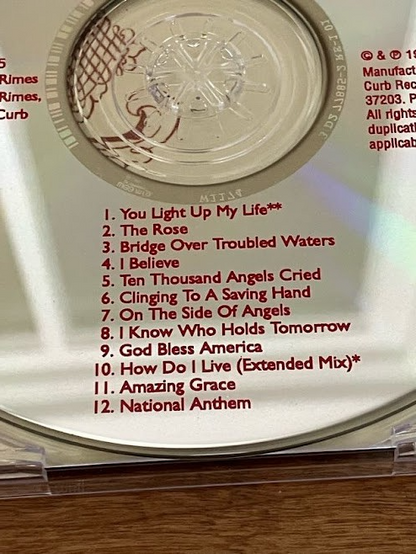 5
Rimes
Rimes,
Curb
1. You Light Up My Life**
2. The Rose
3. Bridge Over Troubled Waters
4. I Believe
5. Ten Thousand Angels Cried
6. Clinging To A Saving Hand
7. On The Side Of Angels
8. I Know Who Holds Tomorrow
9. God Bless America
10. How Do I Live (Extended Mix)*
11. Amazing Grace
12. National Anthem
© & ℗ 19
Manufact
Curb Rec
37203. P
All rights
duplicati
applicab